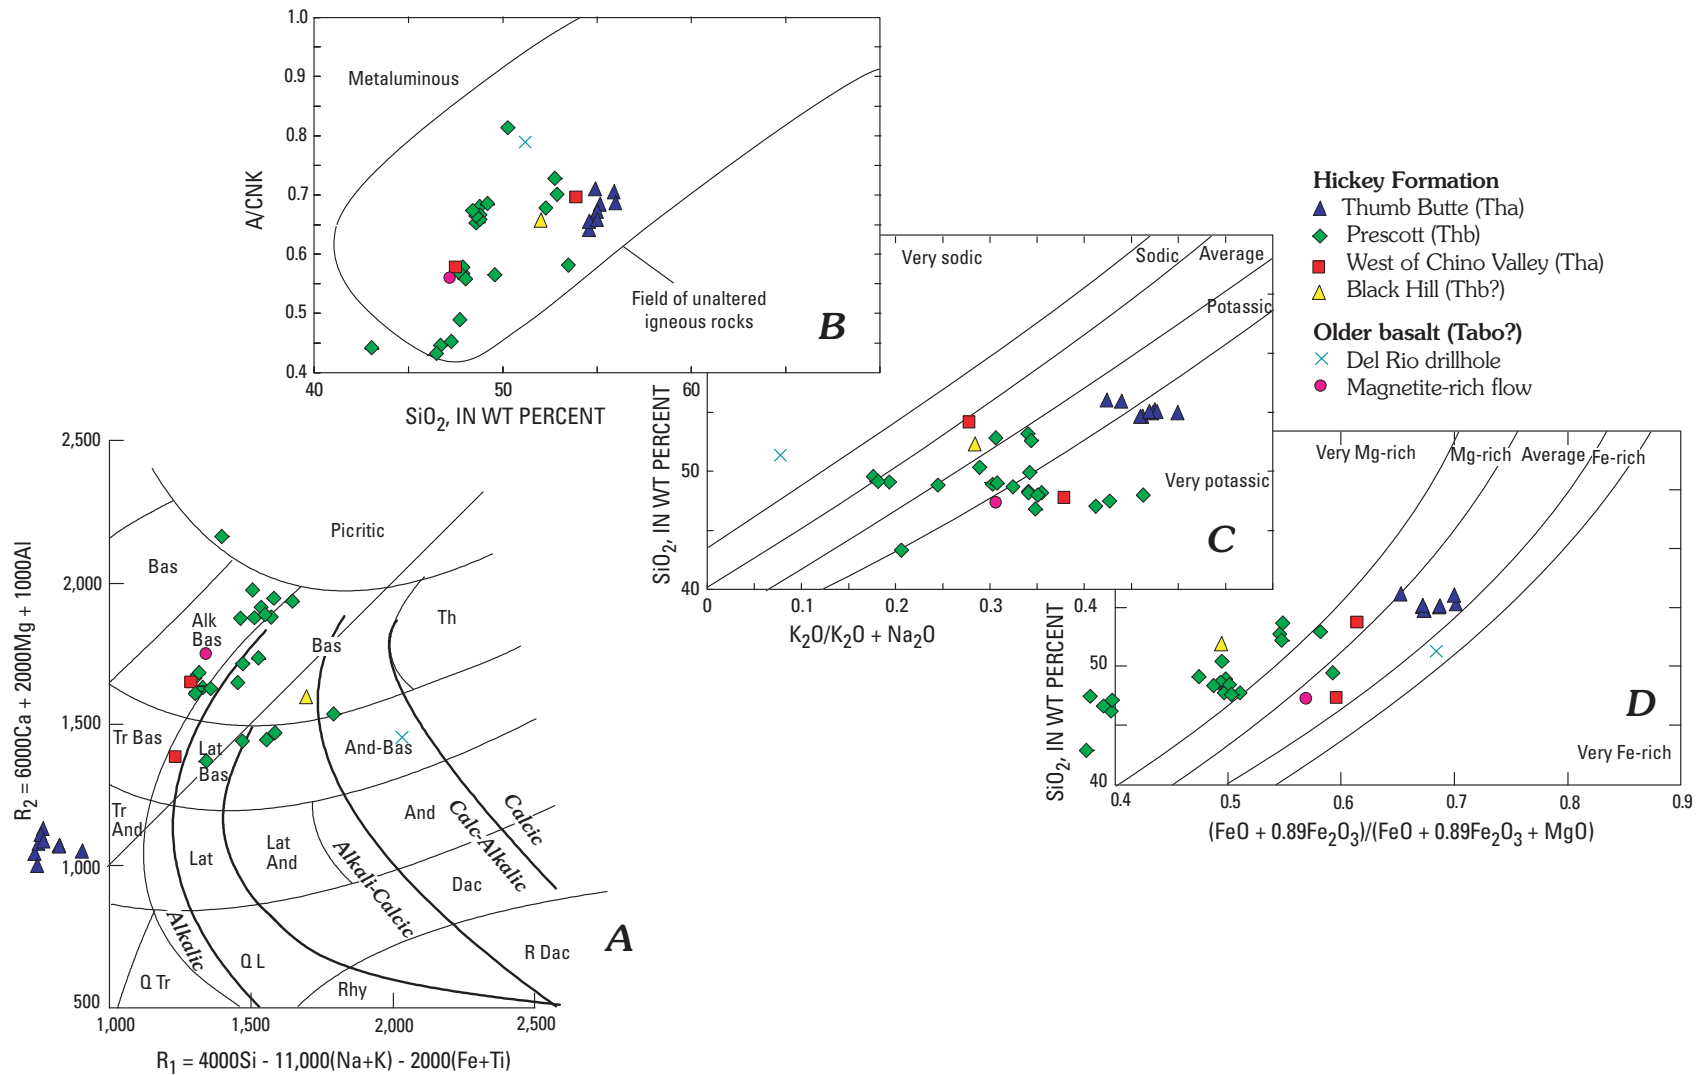 1.0
0.9
0.8
0.7
0.6
0.5
0.4
A/CNK
Metaluminous
Field of unaltered
igneous rocks
B
40
50
60
SiO2, IN WT PERCENT
Hickey Formation
Thumb Butte (Tha)
Prescott (Thb)
West of Chino Valley (Tha)
Black Hill (Thb?)
Older basalt (Tabo?)
Del Rio drillhole
Magnetite-rich flow
Very sodic
Sodic
Average
Potassic
Very potassic
C
SiO2, IN WT PERCENT
50
40
0
0.1
0.2
0.3
0.4
K2O/K2O + Na2O
Very Mg-rich
Mg-rich
Average
Fe-rich
Very Fe-rich
D
SiO2, IN WT PERCENT
50
40
0.4
0.5
0.6
0.7
0.8
0.9
(FeO + 0.89Fe2O3)/(FeO + 0.89Fe2O3 + MgO)
2,500
2,000
1,500
1,000
500
R2 = 6000Ca + 2000Mg + 1000Al
Picritic
Bas
Alk
Bas
Bas
Th
Tr Bas
Lat
Bas
And-Bas
Tr
And
Lat
Lat
And
And
Dac
Q Tr
Q L
Rhy
R Dac
Alkalic
Alkali-Calcic
Calc-Alkalic
Calcic
A
1,000
1,500
2,000
2,500
R1 = 4000Si - 11,000(Na+K) - 2000(Fe+Ti)